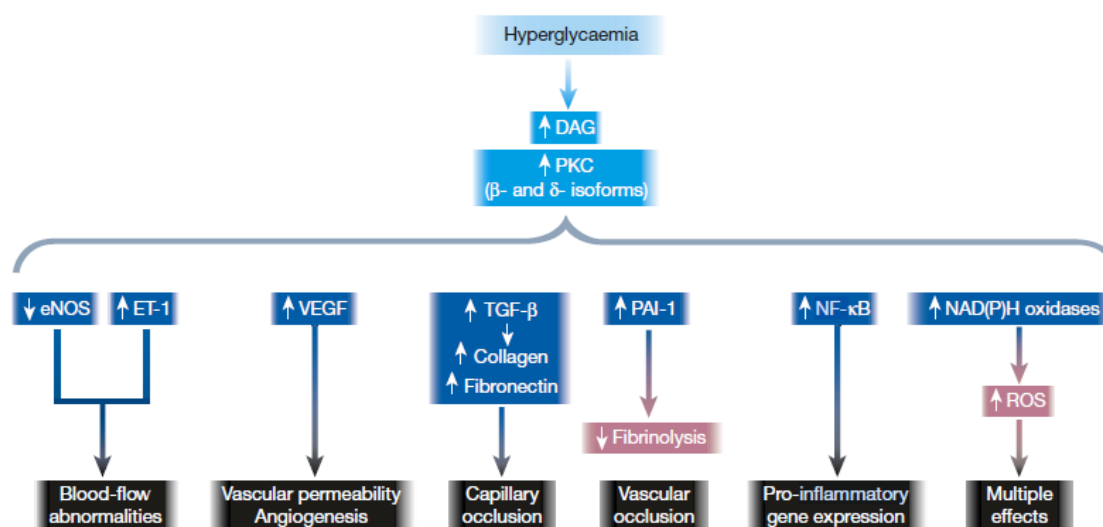 Hyperglycaemia
↑ DAG
↑ PKC
(β- and δ- isoforms)
↓ eNOS
↑ ET-1
↑ VEGF
↑ TGF-β
↓
↑ Collagen
↑ Fibronectin
↑ PAI-1
↑ NF-κB
↑ NAD(P)H oxidases
↑ ROS
↓ Fibrinolysis
Blood-flow
abnormalities
Vascular permeability
Angiogenesis
Capillary
occlusion
Vascular
occlusion
Pro-inflammatory
gene expression
Multiple
effects